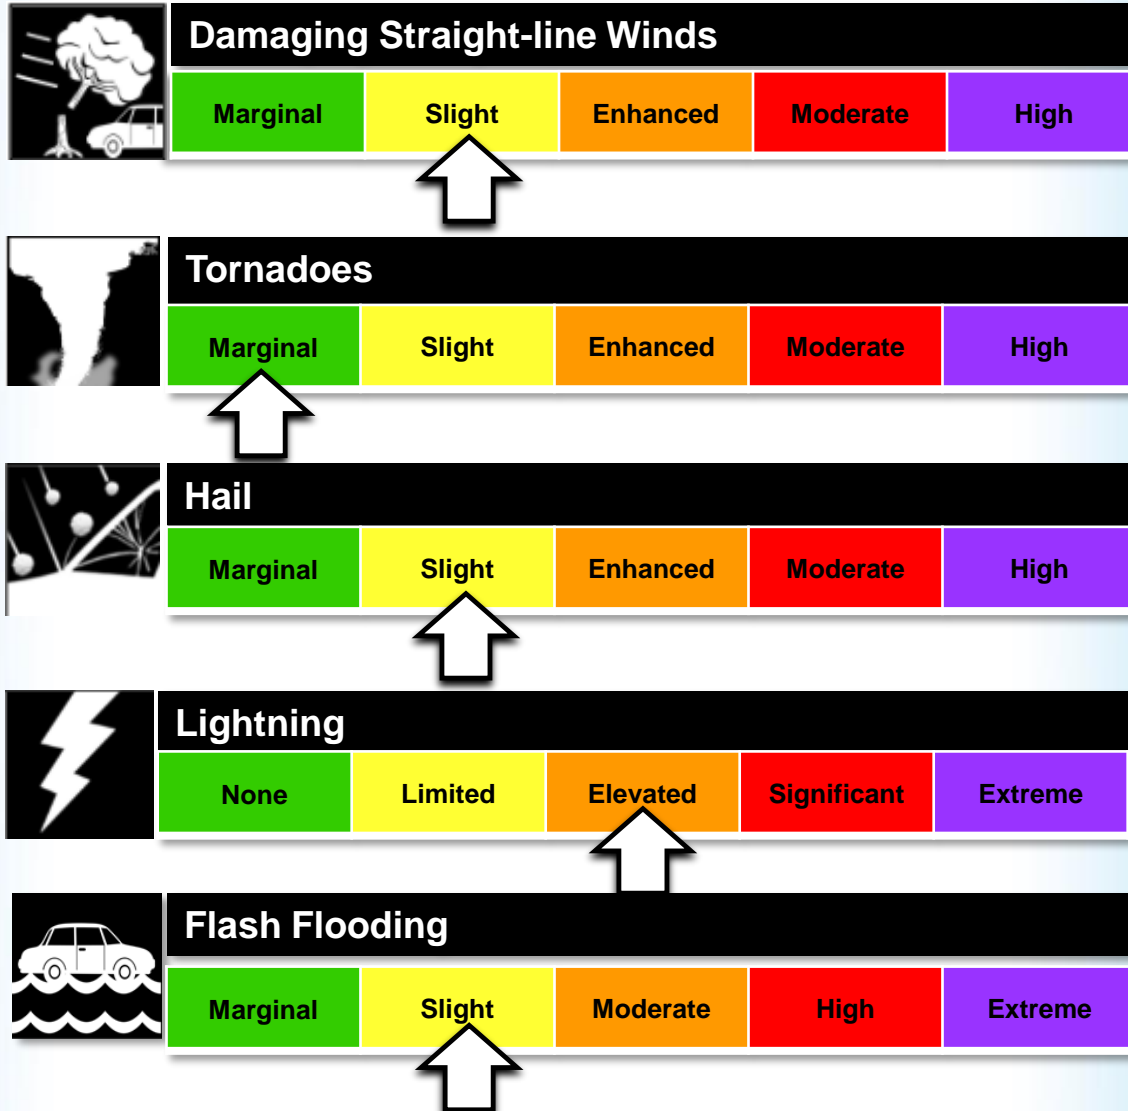 Damaging Straight-line Winds
Marginal Slight Enhanced Moderate High
Tornadoes
Marginal Slight Enhanced Moderate High
Hail
Marginal Slight Enhanced Moderate High
Lightning
None Limited Elevated Significant Extreme
Flash Flooding
Marginal Slight Moderate High Extreme